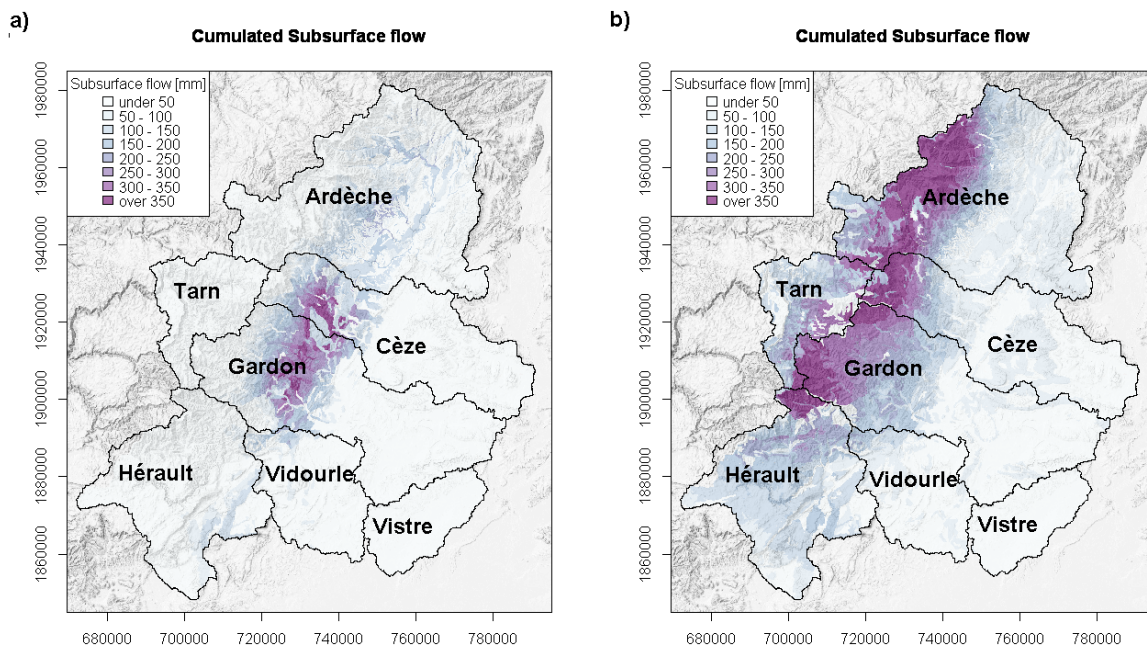 a)
Cumulated Subsurface flow
Subsurface flow [mm]
under 50
50 - 100
100 - 150
150 - 200
200 - 250
250 - 300
300 - 350
over 350
1980000
1960000
1940000
1920000
1900000
1880000
1860000
Ardèche
Tarn
Cèze
Gardon
Hérault
Vidourle
Vistre
680000 700000 720000 740000 760000 780000
b)
Cumulated Subsurface flow
Subsurface flow [mm]
under 50
50 - 100
100 - 150
150 - 200
200 - 250
250 - 300
300 - 350
over 350
1980000
1960000
1940000
1920000
1900000
1880000
1860000
Ardèche
Tarn
Cèze
Gardon
Hérault
Vidourle
Vistre
680000 700000 720000 740000 760000 780000